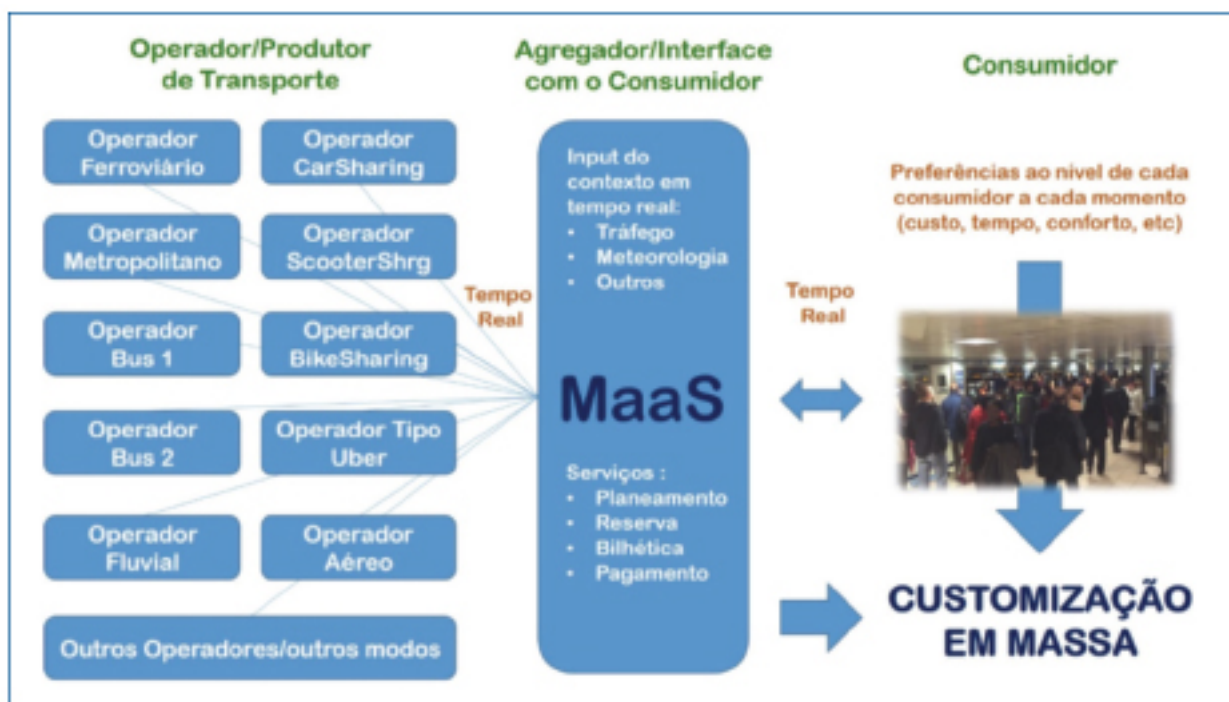 Operador/Produtor
de Transporte
Agregador/Interface
com o Consumidor
Consumidor
Operador
Ferroviário
Operador
CarSharing
Operador
Metropolitano
Operador
ScooterShrg
Operador
Bus 1
Operador
BikeSharing
Operador
Bus 2
Operador Tipo
Uber
Operador
Fluvial
Operador
Aéreo
Outros Operadores/outros modos
Tempo
Real
Input do
contexto em
tempo real:
• Tráfego
• Meteorologia
• Outros
MaaS
Serviços :
• Planeamento
• Reserva
• Bilhética
• Pagamento
Tempo
Real
Preferências ao nivel de cada
consumidor a cada momento
(custo, tempo, conforto, etc)
CUSTOMIZAÇÃO
EM MASSA